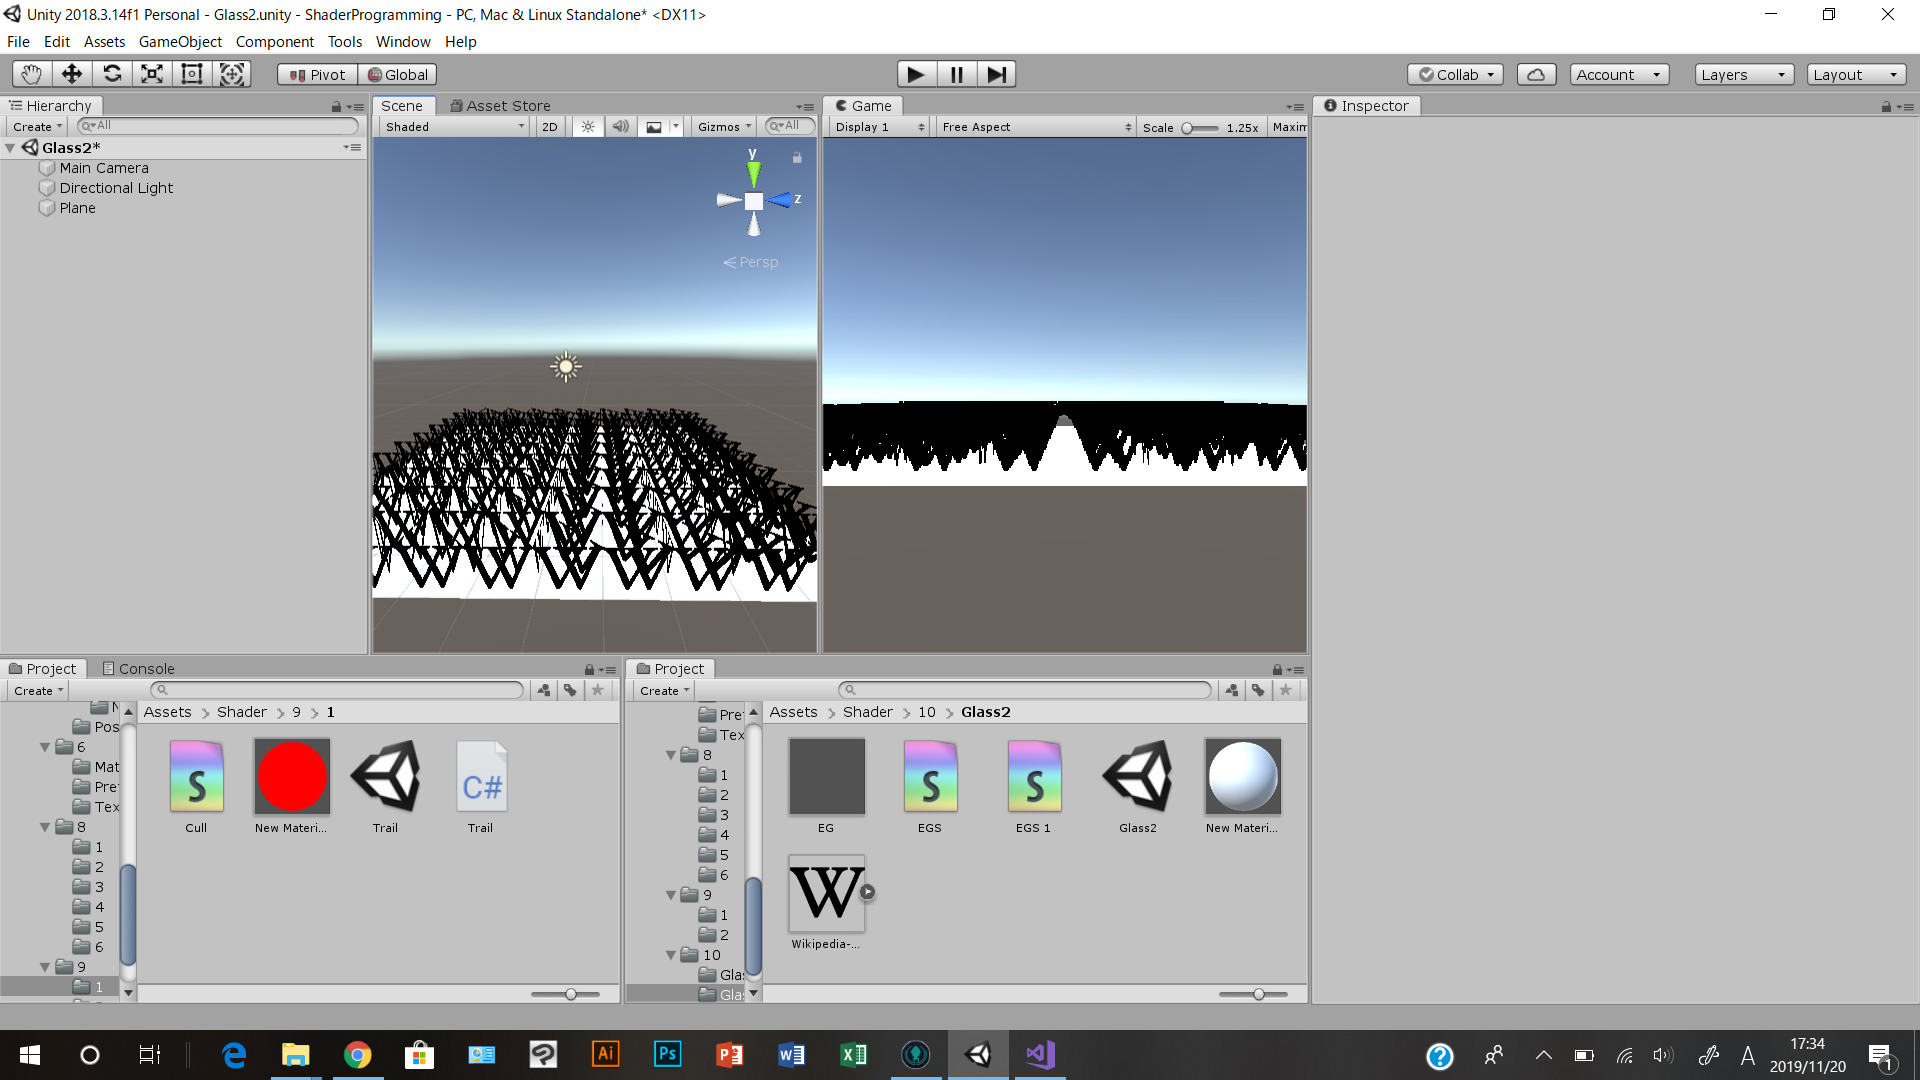 Unity 2018.3.14f1 Personal - Glass2.unity - ShaderProgramming - PC, Mac & Linux Standalone* <DX11>
File Edit Assets GameObject Component Tools Window Help
Pivot Global Collab Account Layers Layout
Hierarchy
Create All
Glass2*
Main Camera
Directional Light
Plane
Scene Asset Store
Shaded 2D Gizmos All
y
z
Persp
Game
Display 1 Free Aspect Scale 1.25x Maxim
Inspector
Project Console
Create
Pos
6
Mat
Pre
Tex
8
1
2
3
4
5
6
9
1
Assets Shader 9 1
S
C#
Cull New Materi... Trail Trail
Project
Create
Pre
Tex
8
1
2
3
4
5
6
9
1
2
10
Gla
Gla
Assets Shader 10 Glass2
S
S
EG EGS EGS 1 Glass2 New Materi...
W
Wikipedia-...
Ai Ps
A
17:34
2019/11/20
1